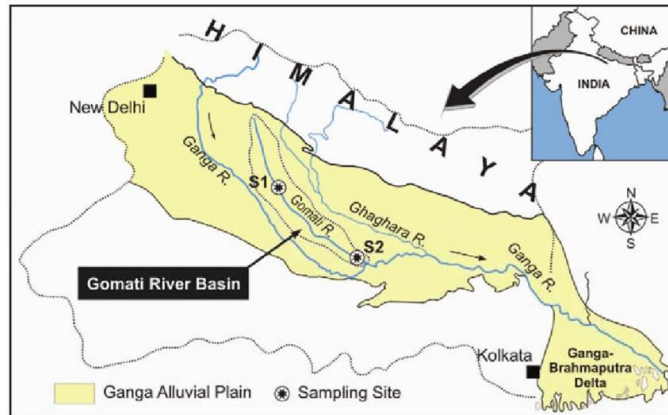 HIMALAYA
CHINA
INDIA
New Delhi
Ganga R.
S1
Gomati R.
S2
Ghaghara R.
Ganga R.
N
W E
S
Gomati River Basin
Kolkata
Ganga-
Brahmaputra
Delta
Ganga Alluvial Plain
Sampling Site